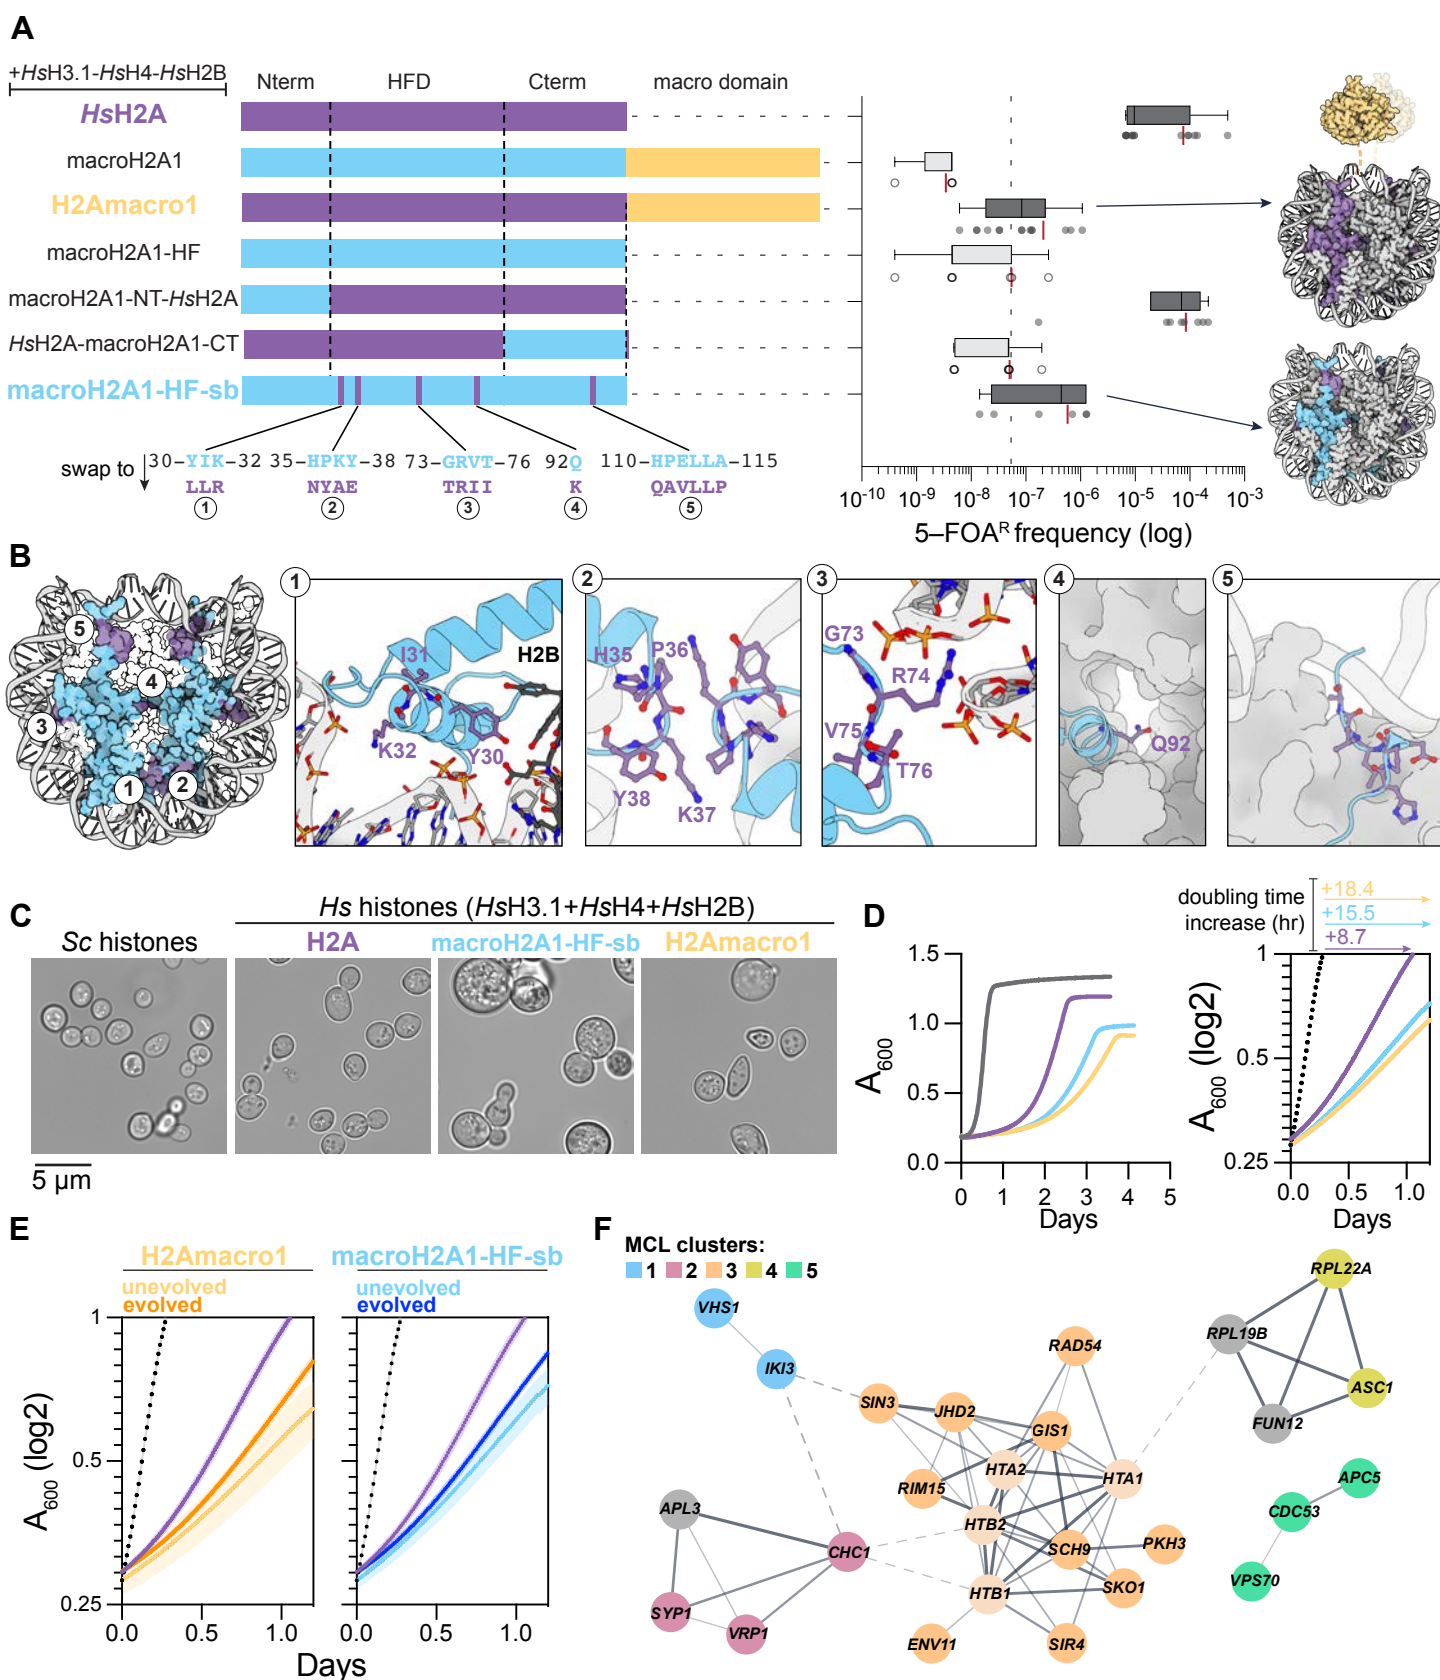 A
+HsH3.1-HsH4-HsH2B
Nterm HFD Cterm macro domain
HsH2A
macroH2A1
H2Amacro1
macroH2A1-HF
macroH2A1-NT-HsH2A
HsH2A-macroH2A1-CT
macroH2A1-HF-sb
swap to
30-YIK-32 35-HPKY-38 73-GRVT-76 92Q 110-HPELLA-115
LLR NYAE TRII K QAVLLP
1 2 3 4 5
10-10 10-9 10-8 10-7 10-6 10-5 10-4 10-3
5–FOAR frequency (log)
B
5 4 3 1 2
1
I31
H2B
K32
Y30
2
H35
P36
Y38
K37
3
G73
R74
V75
T76
4
Q92
5
C
Hs histones (HsH3.1+HsH4+HsH2B)
Sc histones
H2A
macroH2A1-HF-sb
H2Amacro1
5 µm
D
1.5
1.0
0.5
0.0
A600
0 1 2 3 4 5
Days
doubling time
increase (hr)
+18.4
+15.5
+8.7
1
0.5
0.25
A600 (log2)
0.0 0.5 1.0
Days
E
H2Amacro1
unevolved
evolved
macroH2A1-HF-sb
unevolved
evolved
1
0.5
0.25
A600 (log2)
0.0 0.5 1.0
0.0 0.5 1.0
Days
F
MCL clusters:
1 2 3 4 5
VHS1
IKI3
SIN3
JHD2
RAD54
GIS1
HTA2
HTA1
RIM15
HTB2
SCH9
PKH3
HTB1
SKO1
ENV11
SIR4
APL3
CHC1
SYP1
VRP1
RPL22A
RPL19B
ASC1
FUN12
APC5
CDC53
VPS70